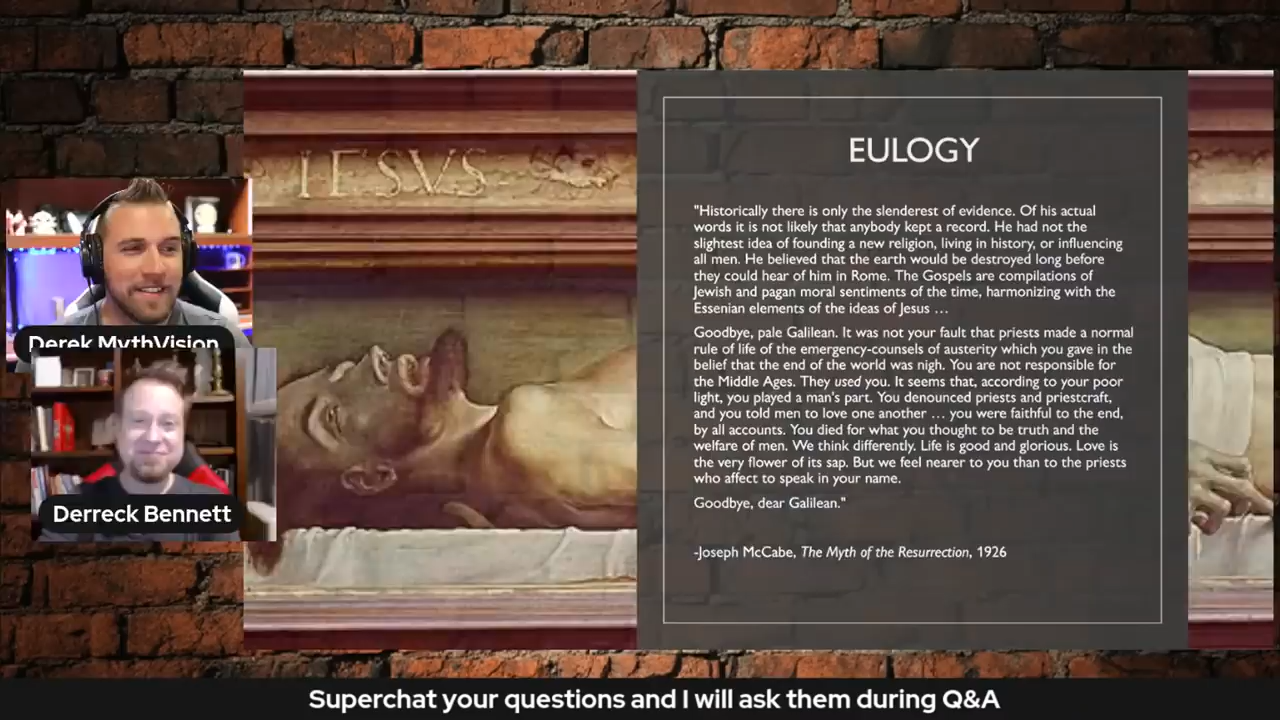 IESVS
EULOGY
"Historically there is only the slenderest of evidence. Of his actual
words it is not likely that anybody kept a record. He had not the
slightest idea of founding a new religion, living in history, or influencing
all men. He believed that the earth would be destroyed long before
they could hear of him in Rome. The Gospels are compilations of
Jewish and pagan moral sentiments of the time, harmonizing with the
Essenian elements of the ideas of Jesus ...
Goodbye, pale Galilean. It was not your fault that priests made a normal
rule of life of the emergency-counsels of austerity which you gave in the
belief that the end of the world was nigh. You are not responsible for
the Middle Ages. They used you. It seems that, according to your poor
light, you played a man's part. You denounced priests and priestcraft,
and you told men to love one another ... you were faithful to the end,
by all accounts. You died for what you thought to be truth and the
welfare of men. We think differently. Life is good and glorious. Love is
the very flower of its sap. But we feel nearer to you than to the priests
who affect to speak in your name.
Goodbye, dear Galilean."
-Joseph McCabe, The Myth of the Resurrection, 1926
Derek MythVision
Derreck Bennett
Superchat your questions and I will ask them during Q&A